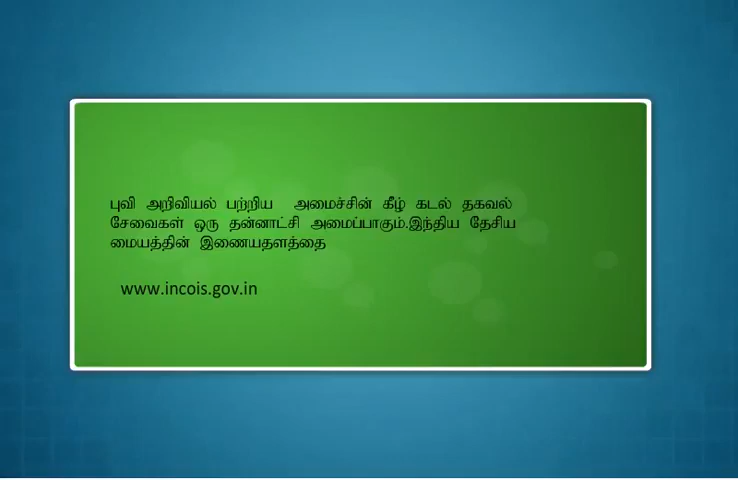 புவி அறிவியல் பற்றிய அமைச்சின் கீழ் கடல் தகவல்
சேவைகள் ஒரு தன்னாட்சி அமைப்பாகும்.இந்திய தேசிய
மையத்தின் இணையதளத்தை
www.incois.gov.in